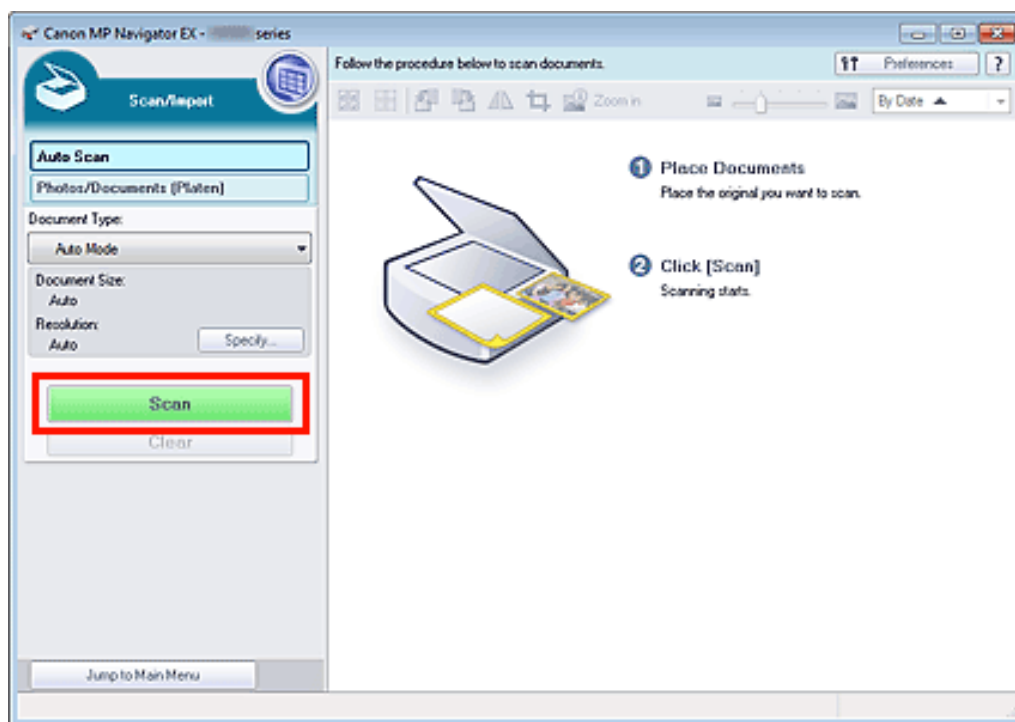 Canon MP Navigator EX - series
Scan/Import
Auto Scan
Photos/Documents (Platen)
Document Type:
Auto Mode
Document Size:
Auto
Resolution:
Auto
Specify...
Scan
Clear
Jump to Main Menu
Follow the procedure below to scan documents.
Preferences
?
Zoom in
By Date
1 Place Documents
Place the original you want to scan.
2 Click [Scan]
Scanning starts.